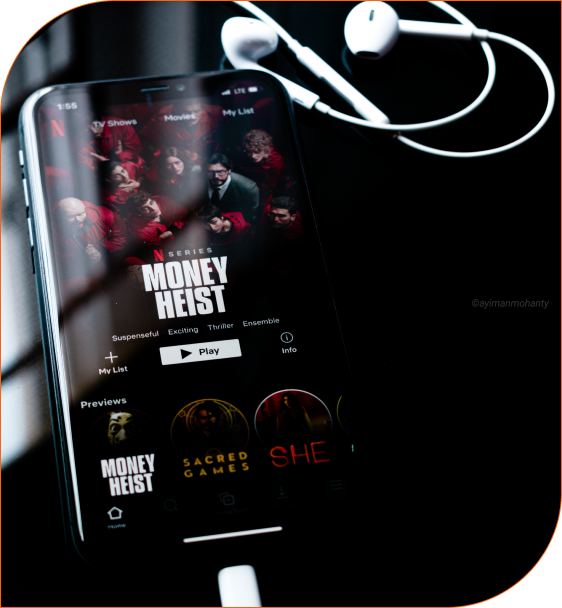 1:55
LTE
N
TV Shows
Movies
My List
N SERIES
MONEY
HEIST
Suspenseful
Exciting
Thriller
Ensemble
My List
Play
Info
Previews
MONEY
HEIST
SACRED
GAMES
SHE
Home
©ayimanmohanty